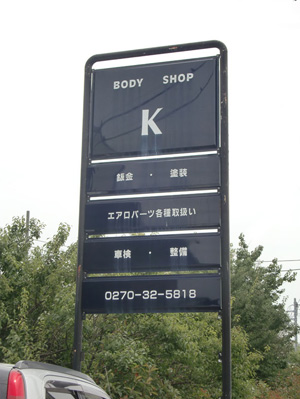 BODY SHOP
K
鈑金 ・ 塗装
エアロパーツ各種取扱い
車検 ・ 整備
0270-32-5818